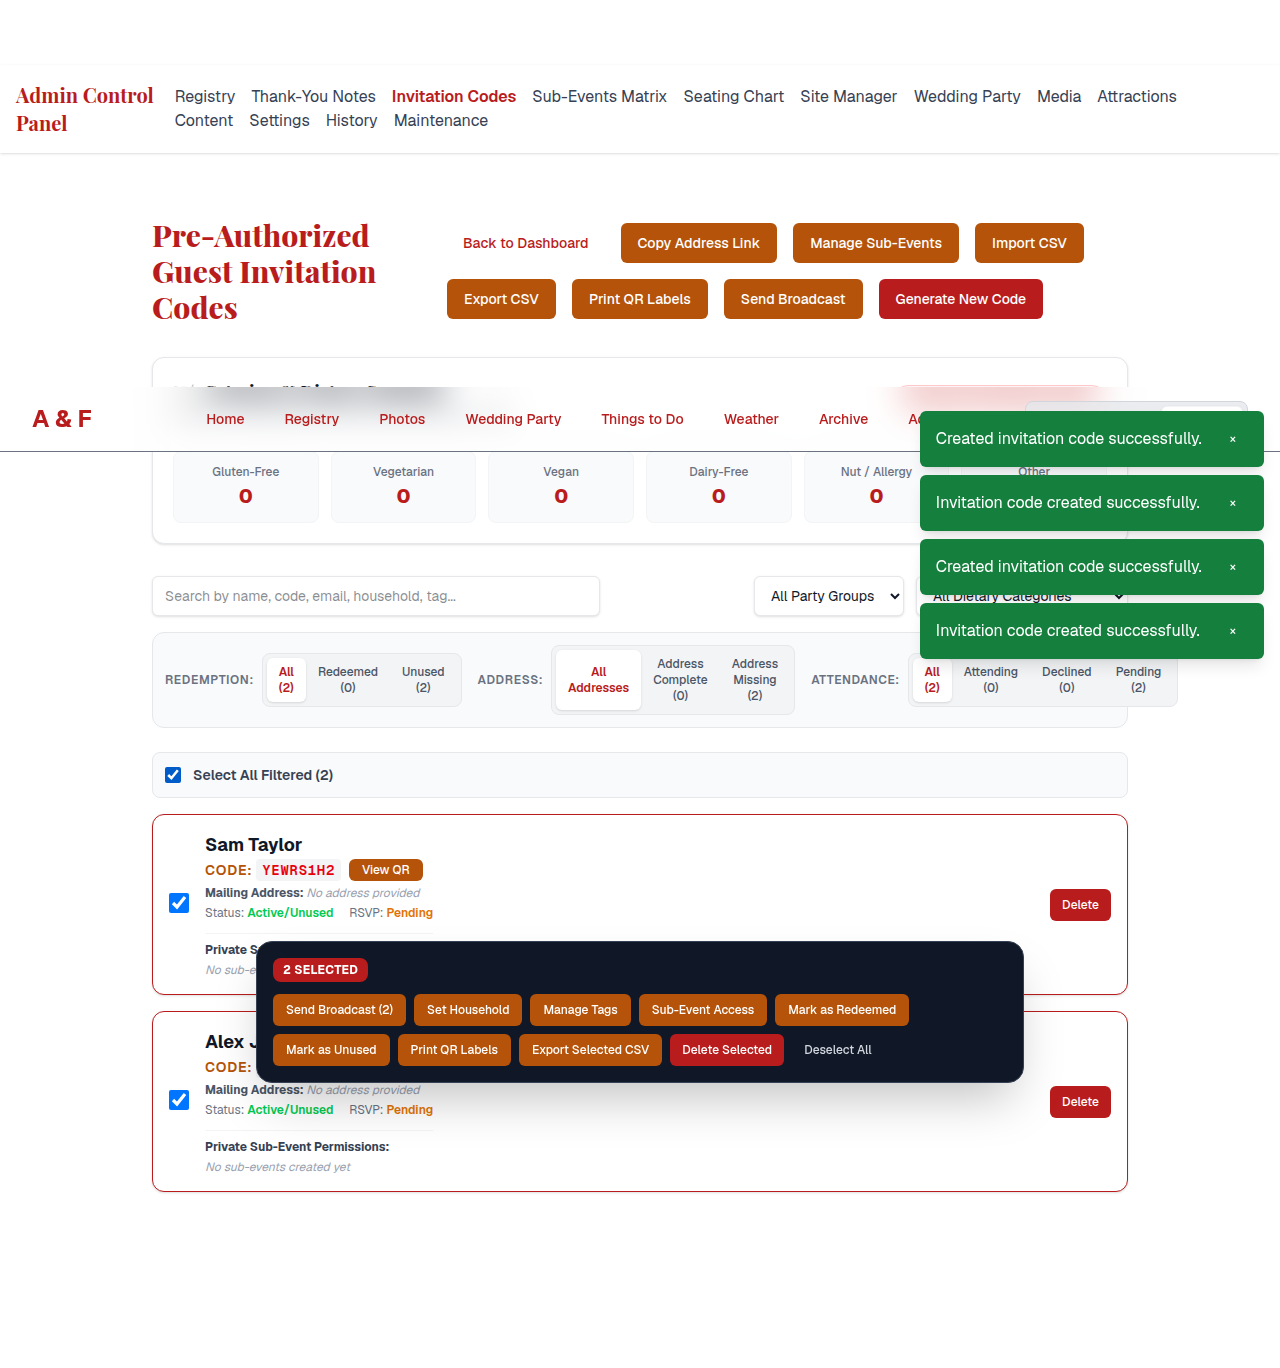 Admin Control
Panel
Registry Thank-You Notes Invitation Codes Sub-Events Matrix Seating Chart Site Manager Wedding Party Media Attractions
Content Settings History Maintenance
Pre-Authorized
Guest Invitation
Codes
Back to Dashboard Copy Address Link Manage Sub-Events Import CSV
Export CSV Print QR Labels Send Broadcast Generate New Code
A & F Home Registry Photos Wedding Party Things to Do Weather Archive
Created invitation code successfully. ×
Invitation code created successfully. ×
Created invitation code successfully. ×
Invitation code created successfully. ×
Gluten-Free Vegetarian Vegan Dairy-Free Nut / Allergy Other
0 0 0 0 0
Search by name, code, email, household, tag...
All Party Groups All Dietary Categories
REDEMPTION: All (2) Redeemed (0) Unused (2) ADDRESS: All Addresses Address Complete (0) Address Missing (2) ATTENDANCE: All (2) Attending (0) Declined (0) Pending (2)
Select All Filtered (2)
Sam Taylor
CODE: YEWRS1H2 View QR
Mailing Address: No address provided
Status: Active/Unused RSVP: Pending
Delete
Private
2 SELECTED
Send Broadcast (2) Set Household Manage Tags Sub-Event Access Mark as Redeemed
Mark as Unused Print QR Labels Export Selected CSV Delete Selected Deselect All
Alex
CODE:
Mailing Address: No address provided
Status: Active/Unused RSVP: Pending
Delete
Private Sub-Event Permissions:
No sub-events created yet